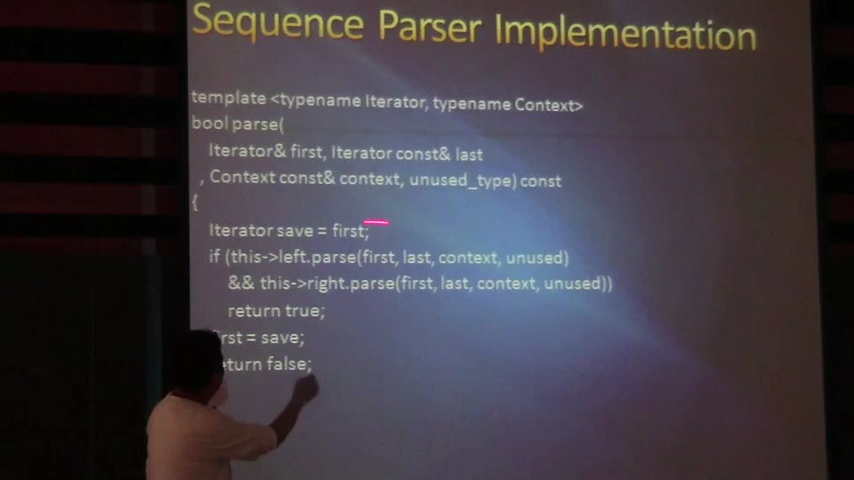 Sequence Parser Implementation
template <typename Iterator, typename Context>
bool parse(
Iterator& first, Iterator const& last
, Context const& context, unused_type) const
{
Iterator save = first;
if (this->left.parse(first, last, context, unused)
&& this->right.parse(first, last, context, unused))
return true;
first = save;
return false;